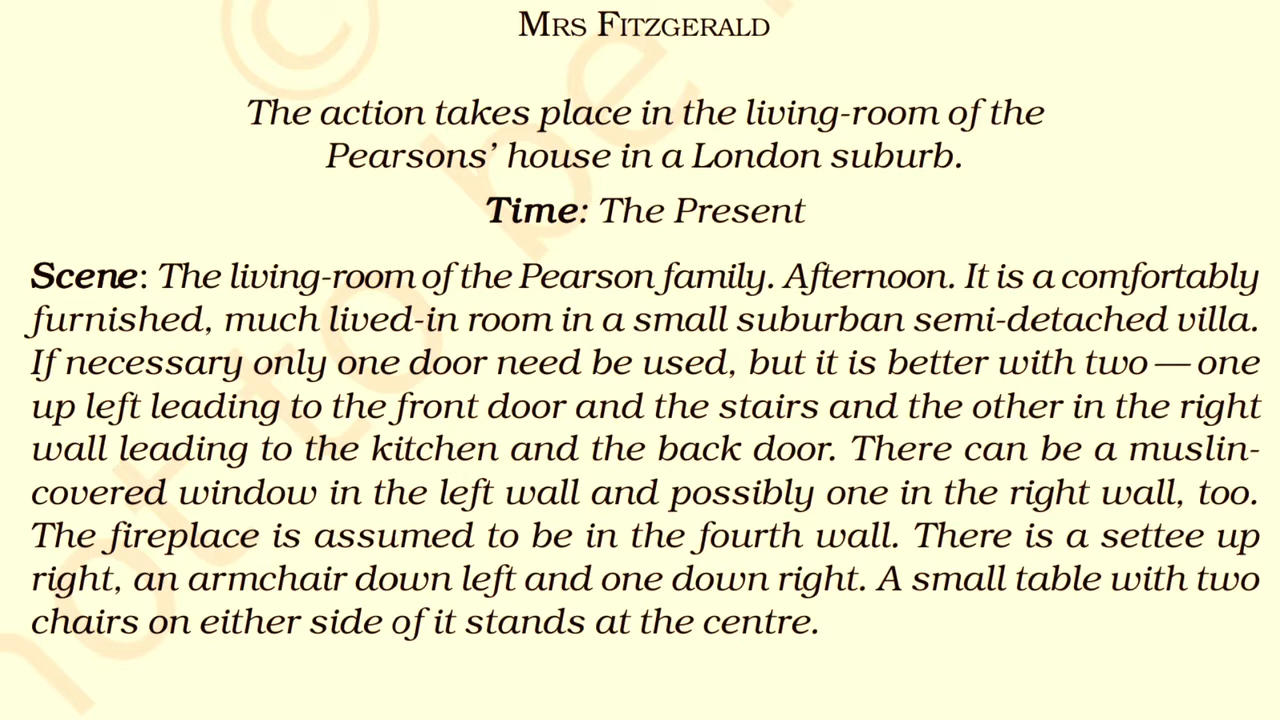 MRS FITZGERALD
The action takes place in the living-room of the
Pearsons’ house in a London suburb.
Time: The Present
Scene: The living-room of the Pearson family. Afternoon. It is a comfortably
furnished, much lived-in room in a small suburban semi-detached villa.
If necessary only one door need be used, but it is better with two — one
up left leading to the front door and the stairs and the other in the right
wall leading to the kitchen and the back door. There can be a muslin-
covered window in the left wall and possibly one in the right wall, too.
The fireplace is assumed to be in the fourth wall. There is a settee up
right, an armchair down left and one down right. A small table with two
chairs on either side of it stands at the centre.
©
not to be